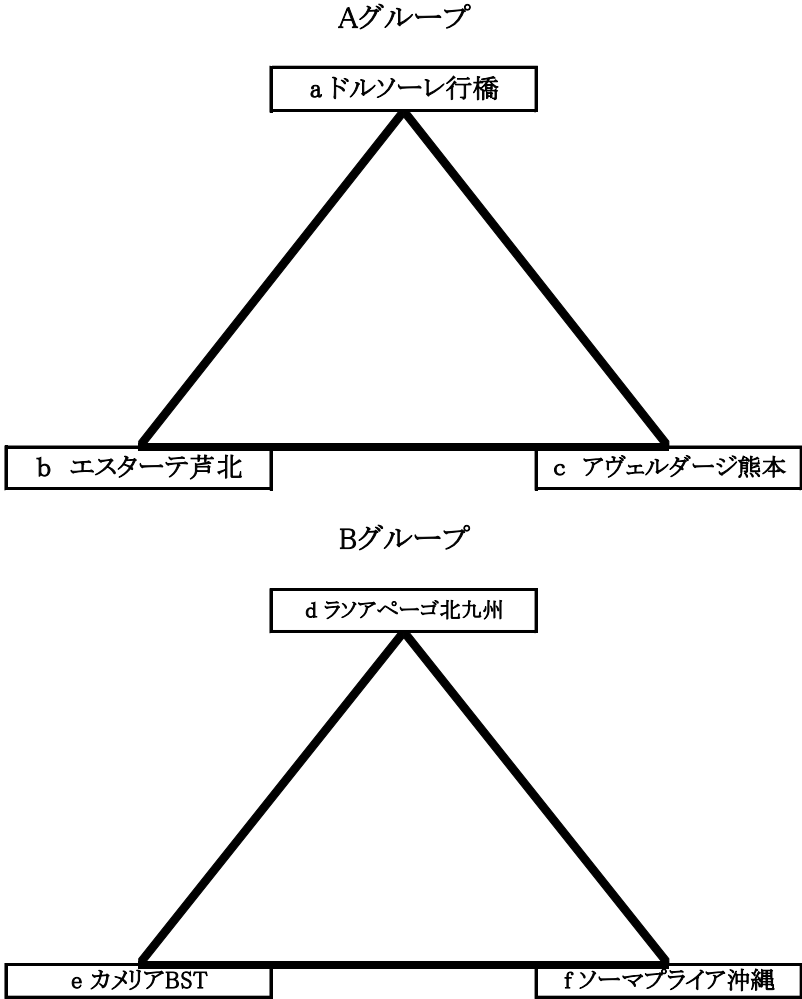 Aグループ
a ドルソーレ行橋
b　エスターテ芦北
c　アヴェルダージ熊本
Bグループ
d ラソアペーゴ北九州
e カメリアBST
f ソーマプライア沖縄